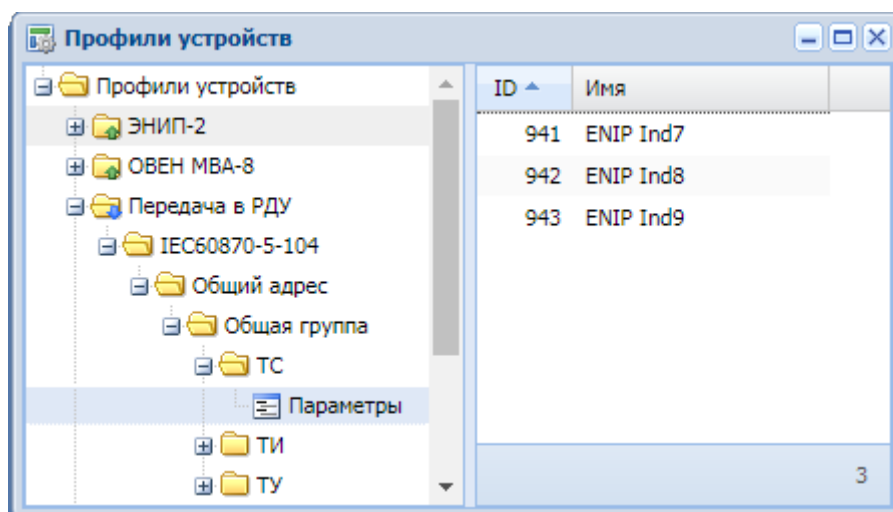 Профили устройств
Профили устройств
ЭНИП-2
ОВЕН МВА-8
Передача в РДУ
IEC60870-5-104
Общий адрес
Общая группа
ТС
Параметры
ТИ
ТУ
ID Имя
941 ENIP Ind7
942 ENIP Ind8
943 ENIP Ind9
3